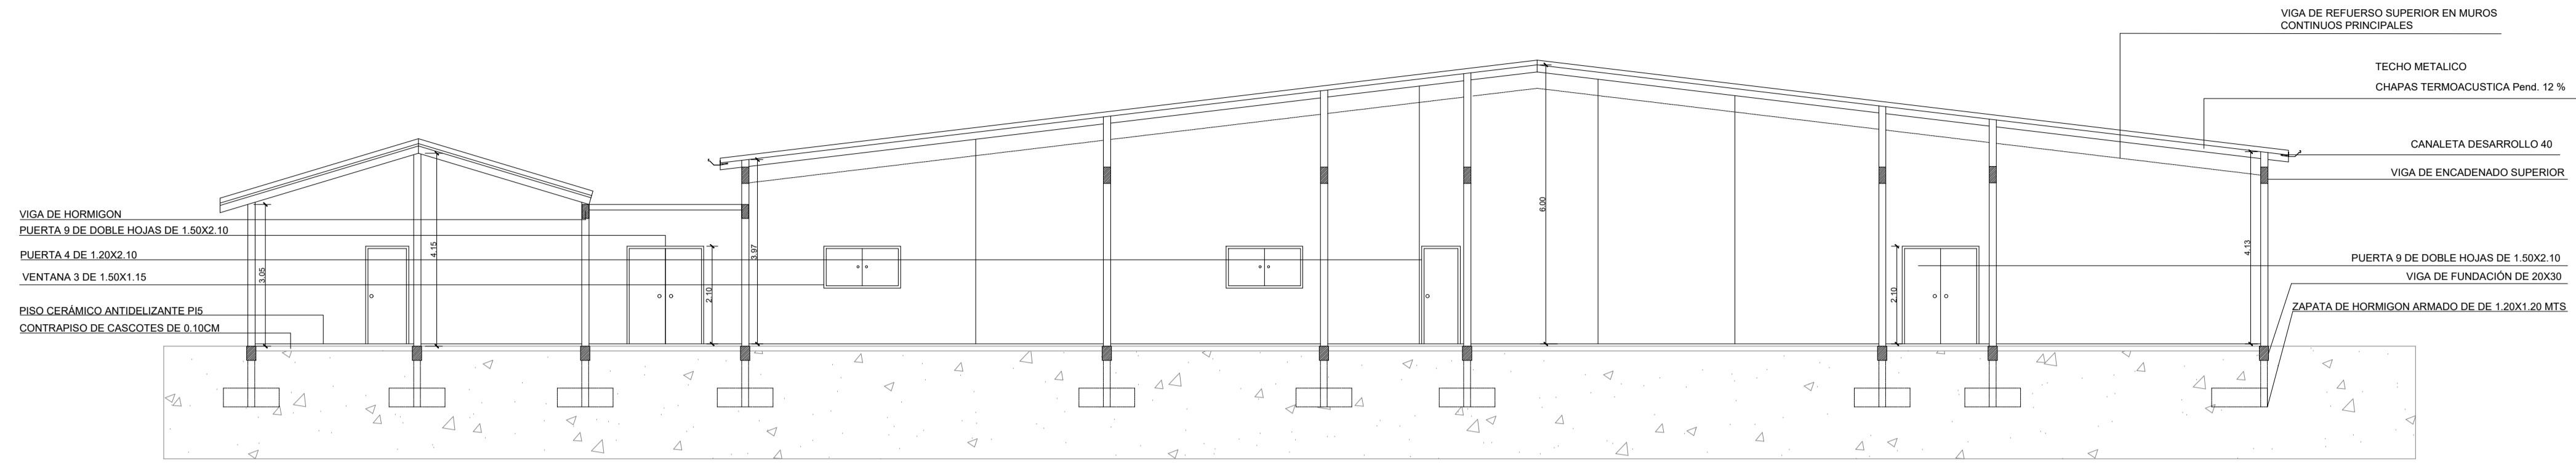 VIGA DE REFUERSO SUPERIOR EN MUROS
CONTINUOS PRINCIPALES
TECHO METALICO
CHAPAS TERMOACUSTICA Pend. 12 %
CANALETA DESARROLLO 40
VIGA DE ENCADENADO SUPERIOR
VIGA DE HORMIGON
PUERTA 9 DE DOBLE HOJAS DE 1.50X2.10
PUERTA 4 DE 1.20X2.10
VENTANA 3 DE 1.50X1.15
PISO CERÁMICO ANTIDELIZANTE PI5
CONTRAPISO DE CASCOTES DE 0.10CM
3.05
4.15
2.10
3.97
6.00
2.10
4.13
PUERTA 9 DE DOBLE HOJAS DE 1.50X2.10
VIGA DE FUNDACIÓN DE 20X30
ZAPATA DE HORMIGON ARMADO DE DE 1.20X1.20 MTS